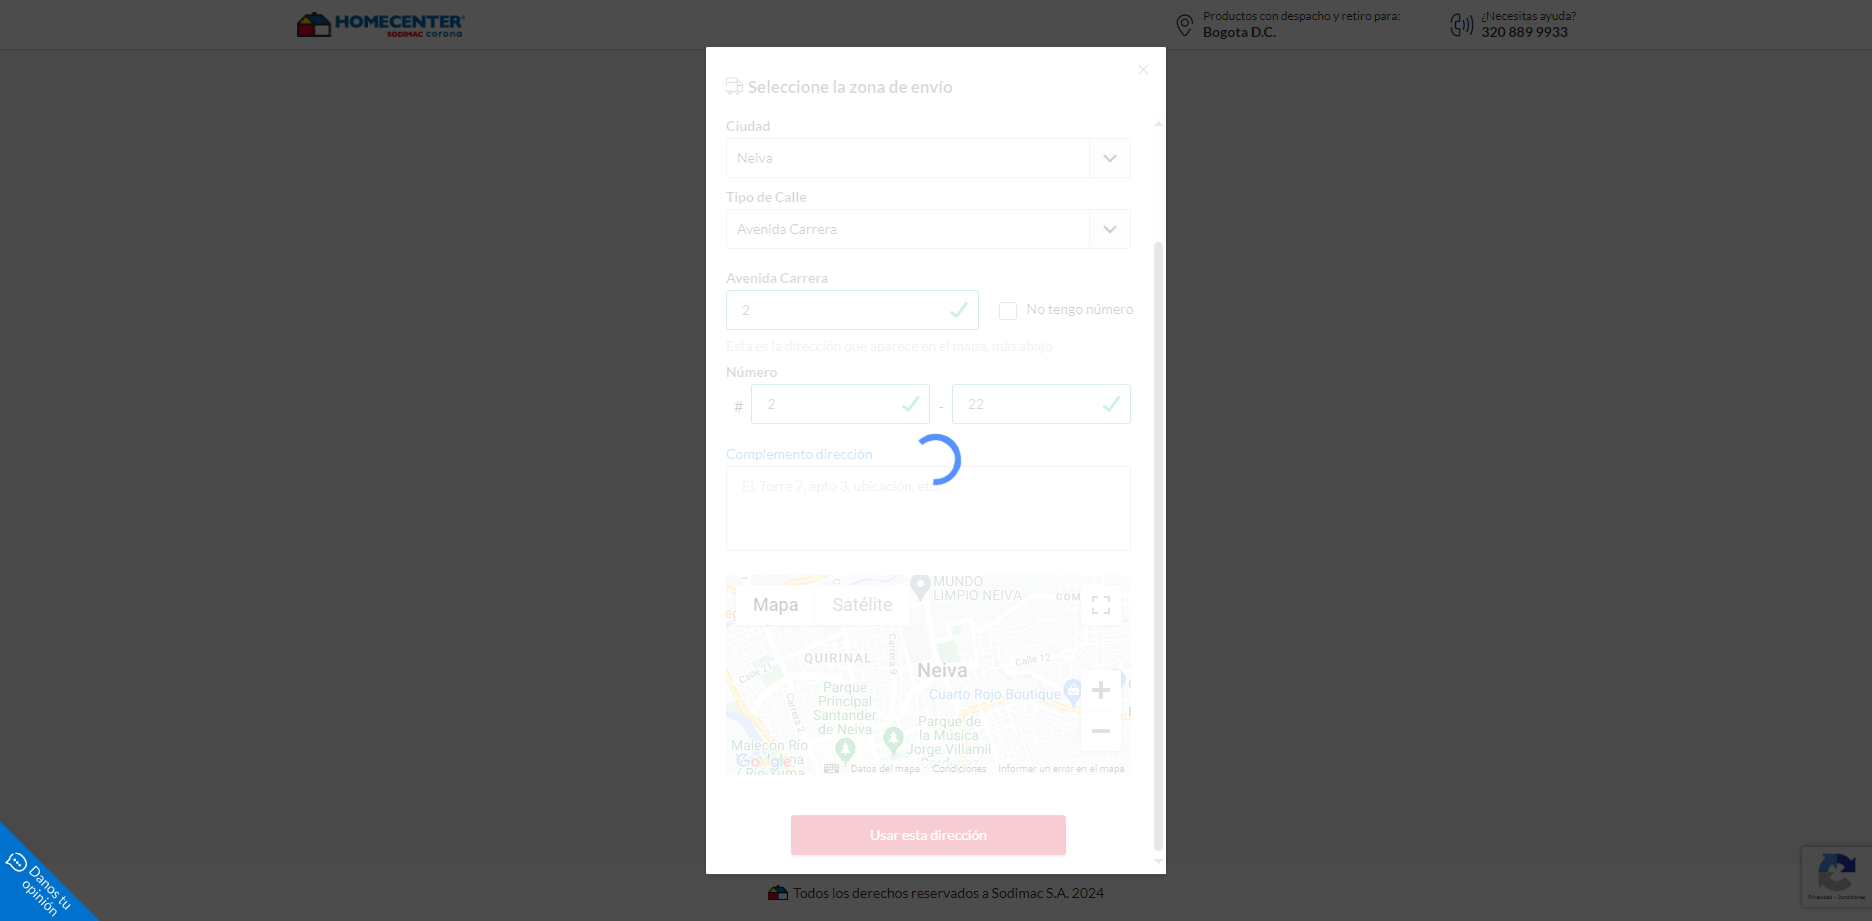 HOMECENTER
SODIMAC corona
Productos con despacho y retiro para:
Bogota D.C.
¿Necesitas ayuda?
320 889 9933
Seleccione la zona de envío
Ciudad
Neiva
Tipo de Calle
Avenida Carrera
Avenida Carrera
2
No tengo número
Esta es la dirección que aparece en el mapa, más abajo
Número
# 2 - 22
Complemento dirección
Ej. Torre 7, apto 3, ubicación, etc.
MUNDO
LIMPIO NEIVA
COM
Mapa
Satélite
QUIRINAL
Carrera 9
Calle 12
Neiva
Calle 21
Cuarto Rojo Boutique
Carrera 2
Parque
Principal
Santander
de Neiva
Parque de
la Música
Jorge Villamil
Malecón Río
Google
Datos del mapa
Condiciones
Informar un error en el mapa
Usar esta dirección
Danos tu
opinión
Todos los derechos reservados a Sodimac S.A. 2024
Privacidad - Condiciones